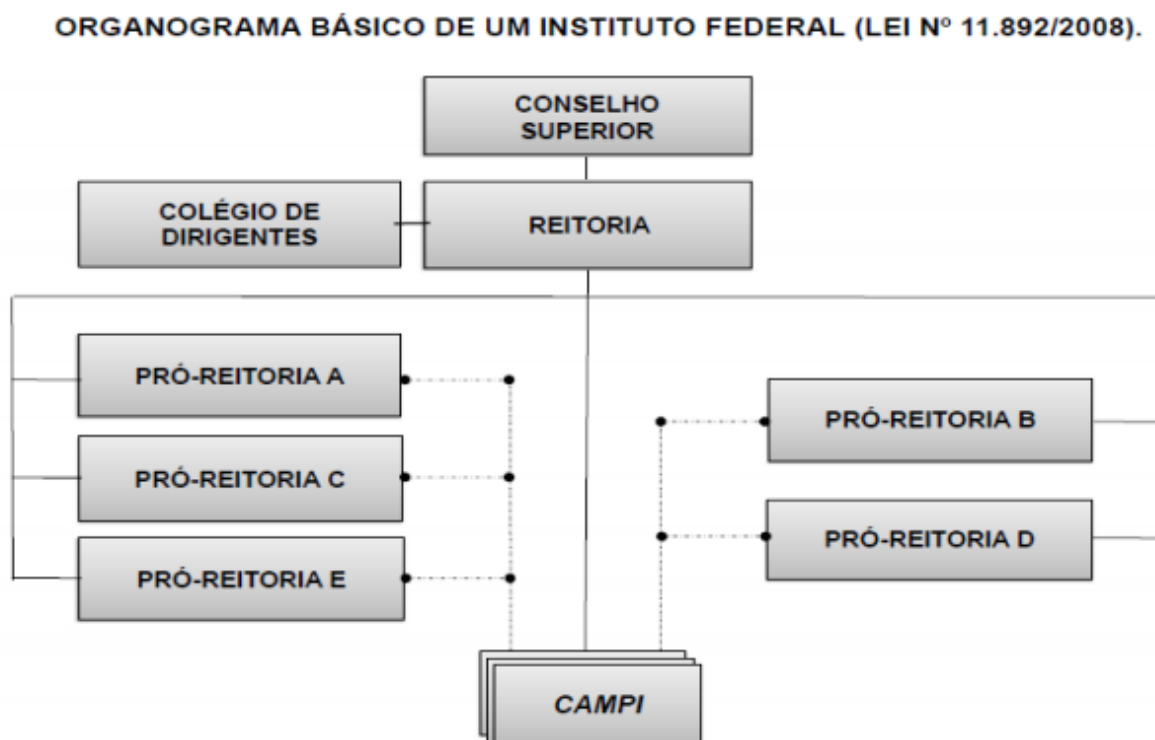 ORGANOGRAMA BÁSICO DE UM INSTITUTO FEDERAL (LEI Nº 11.892/2008).
CONSELHO
SUPERIOR
COLÉGIO DE
DIRIGENTES
REITORIA
PRÓ-REITORIA A
PRÓ-REITORIA B
PRÓ-REITORIA C
PRÓ-REITORIA D
PRÓ-REITORIA E
CAMPI